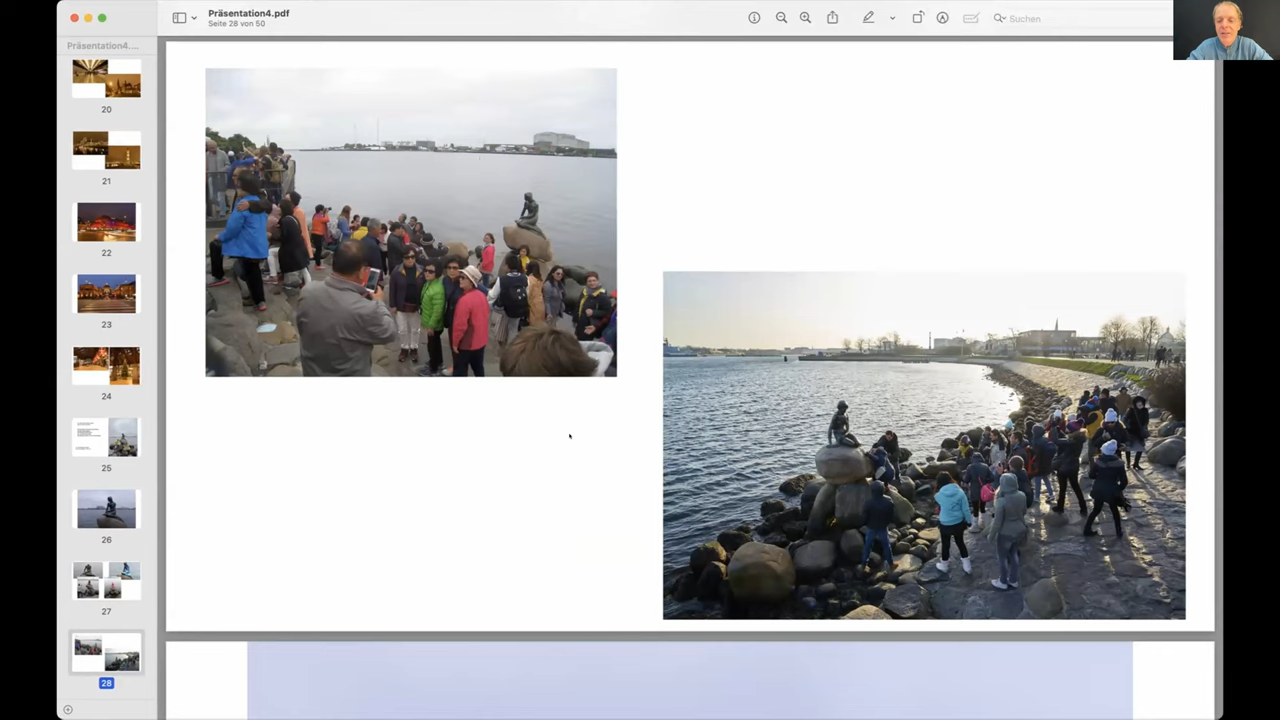 Präsentation4.pdf
Seite 28 von 50
Suchen
Präsentation4....
20
21
22
23
24
25
26
27
28